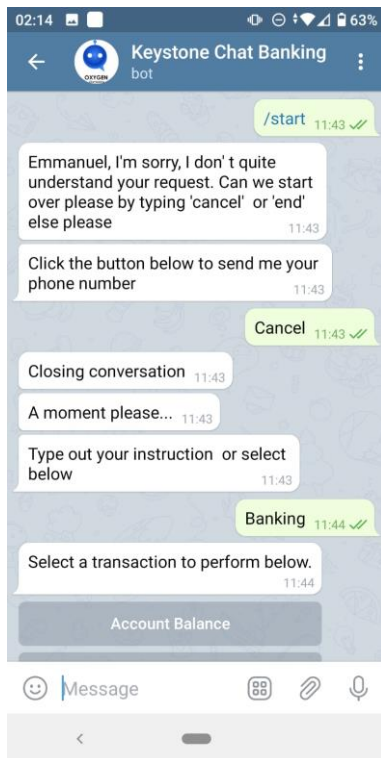 02:14
63%
Keystone Chat Banking
bot
OXYGEN
/start 11:43
Emmanuel, I'm sorry, I don' t quite
understand your request. Can we start
over please by typing 'cancel' or 'end'
else please
11:43
Click the button below to send me your
phone number
11:43
Cancel 11:43
Closing conversation 11:43
A moment please... 11:43
Type out your instruction or select
below
11:43
Banking 11:44
Select a transaction to perform below.
11:44
Account Balance
Message